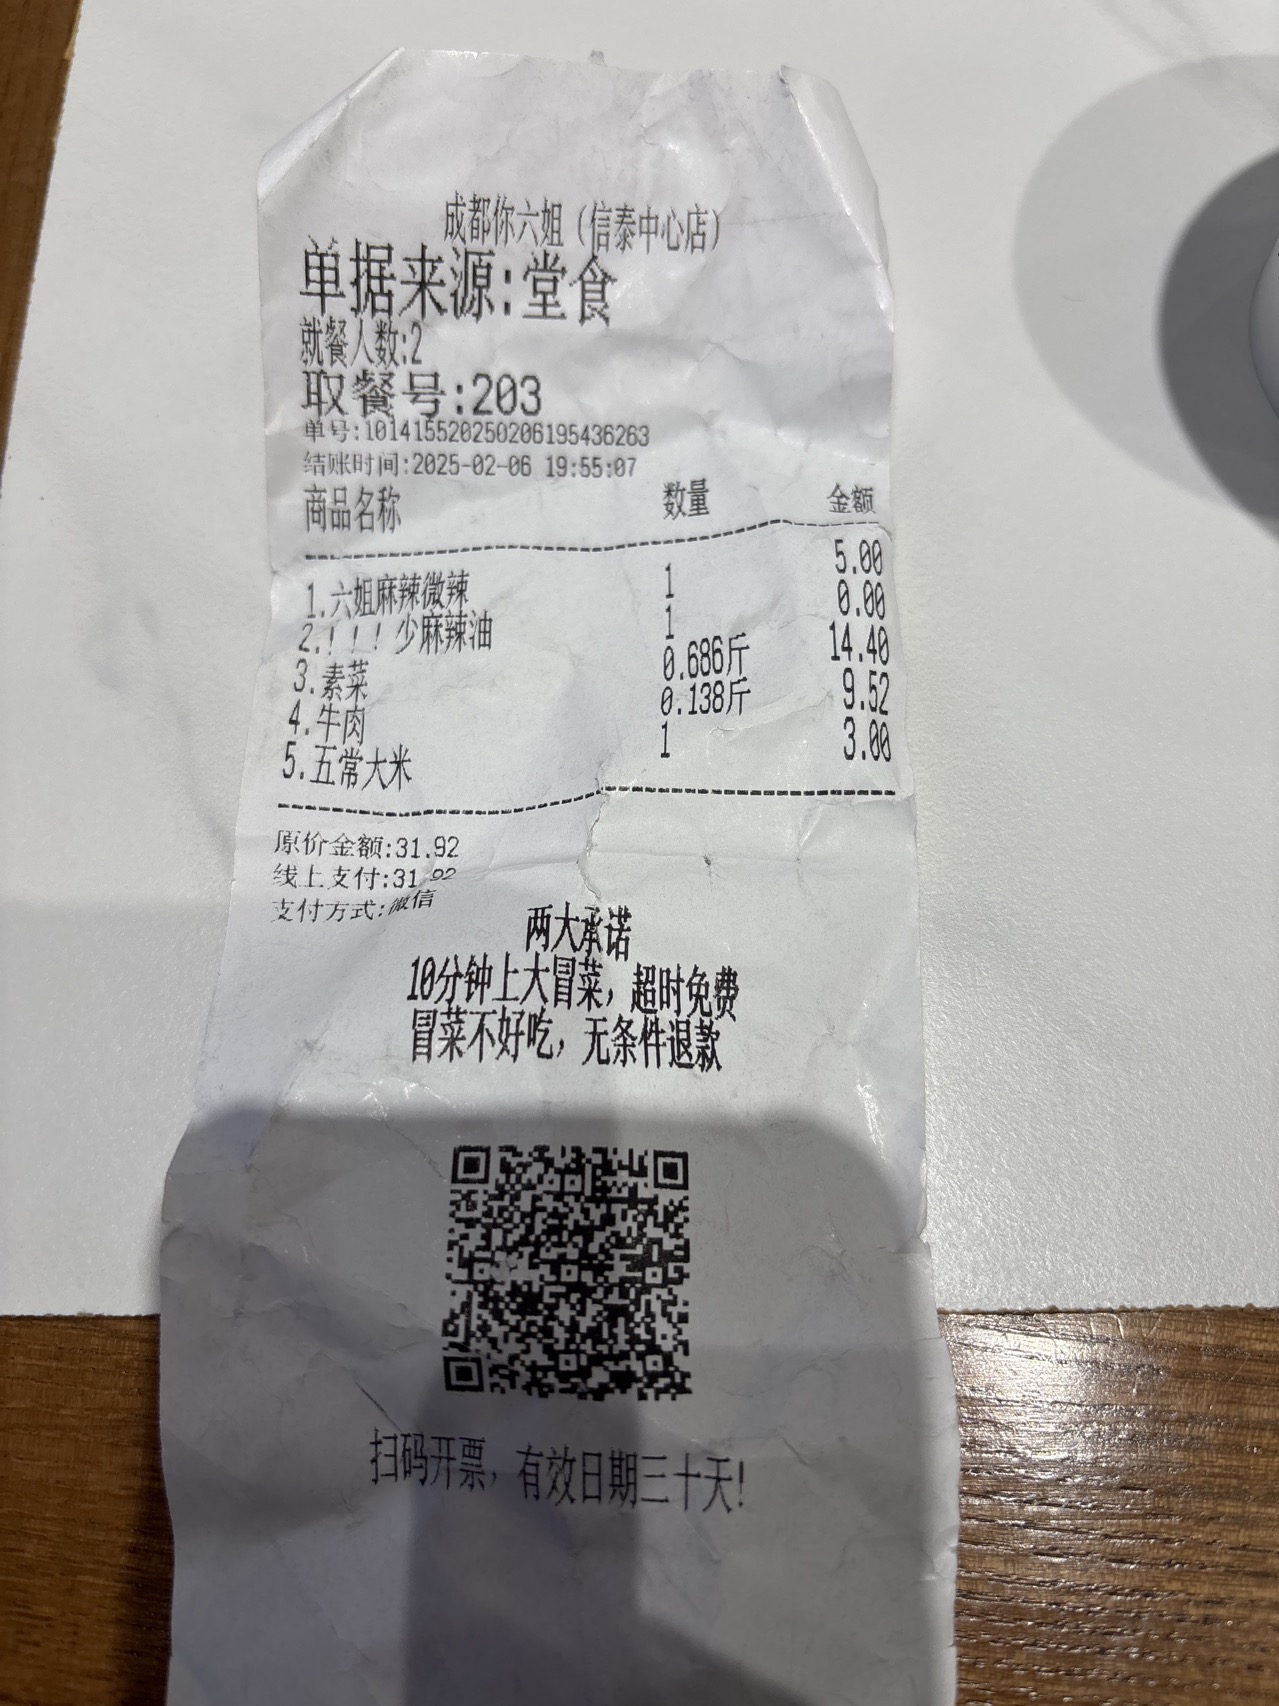 成都你六姐（信泰中心店）
单据来源:堂食
就餐人数:2
取餐号:203
单号:101415520250206195436263
结账时间:2025-02-06 19:55:07
商品名称 数量 金额
1.六姐麻辣微辣 1 5.00
2.！！！少麻辣油 1 0.00
3.素菜 0.686斤 14.40
4.牛肉 0.138斤 9.52
5.五常大米 1 3.00
原价金额:31.92
线上支付:31.92
支付方式:微信
两大承诺
10分钟上大冒菜，超时免费
冒菜不好吃，无条件退款
扫码开票，有效日期三十天!